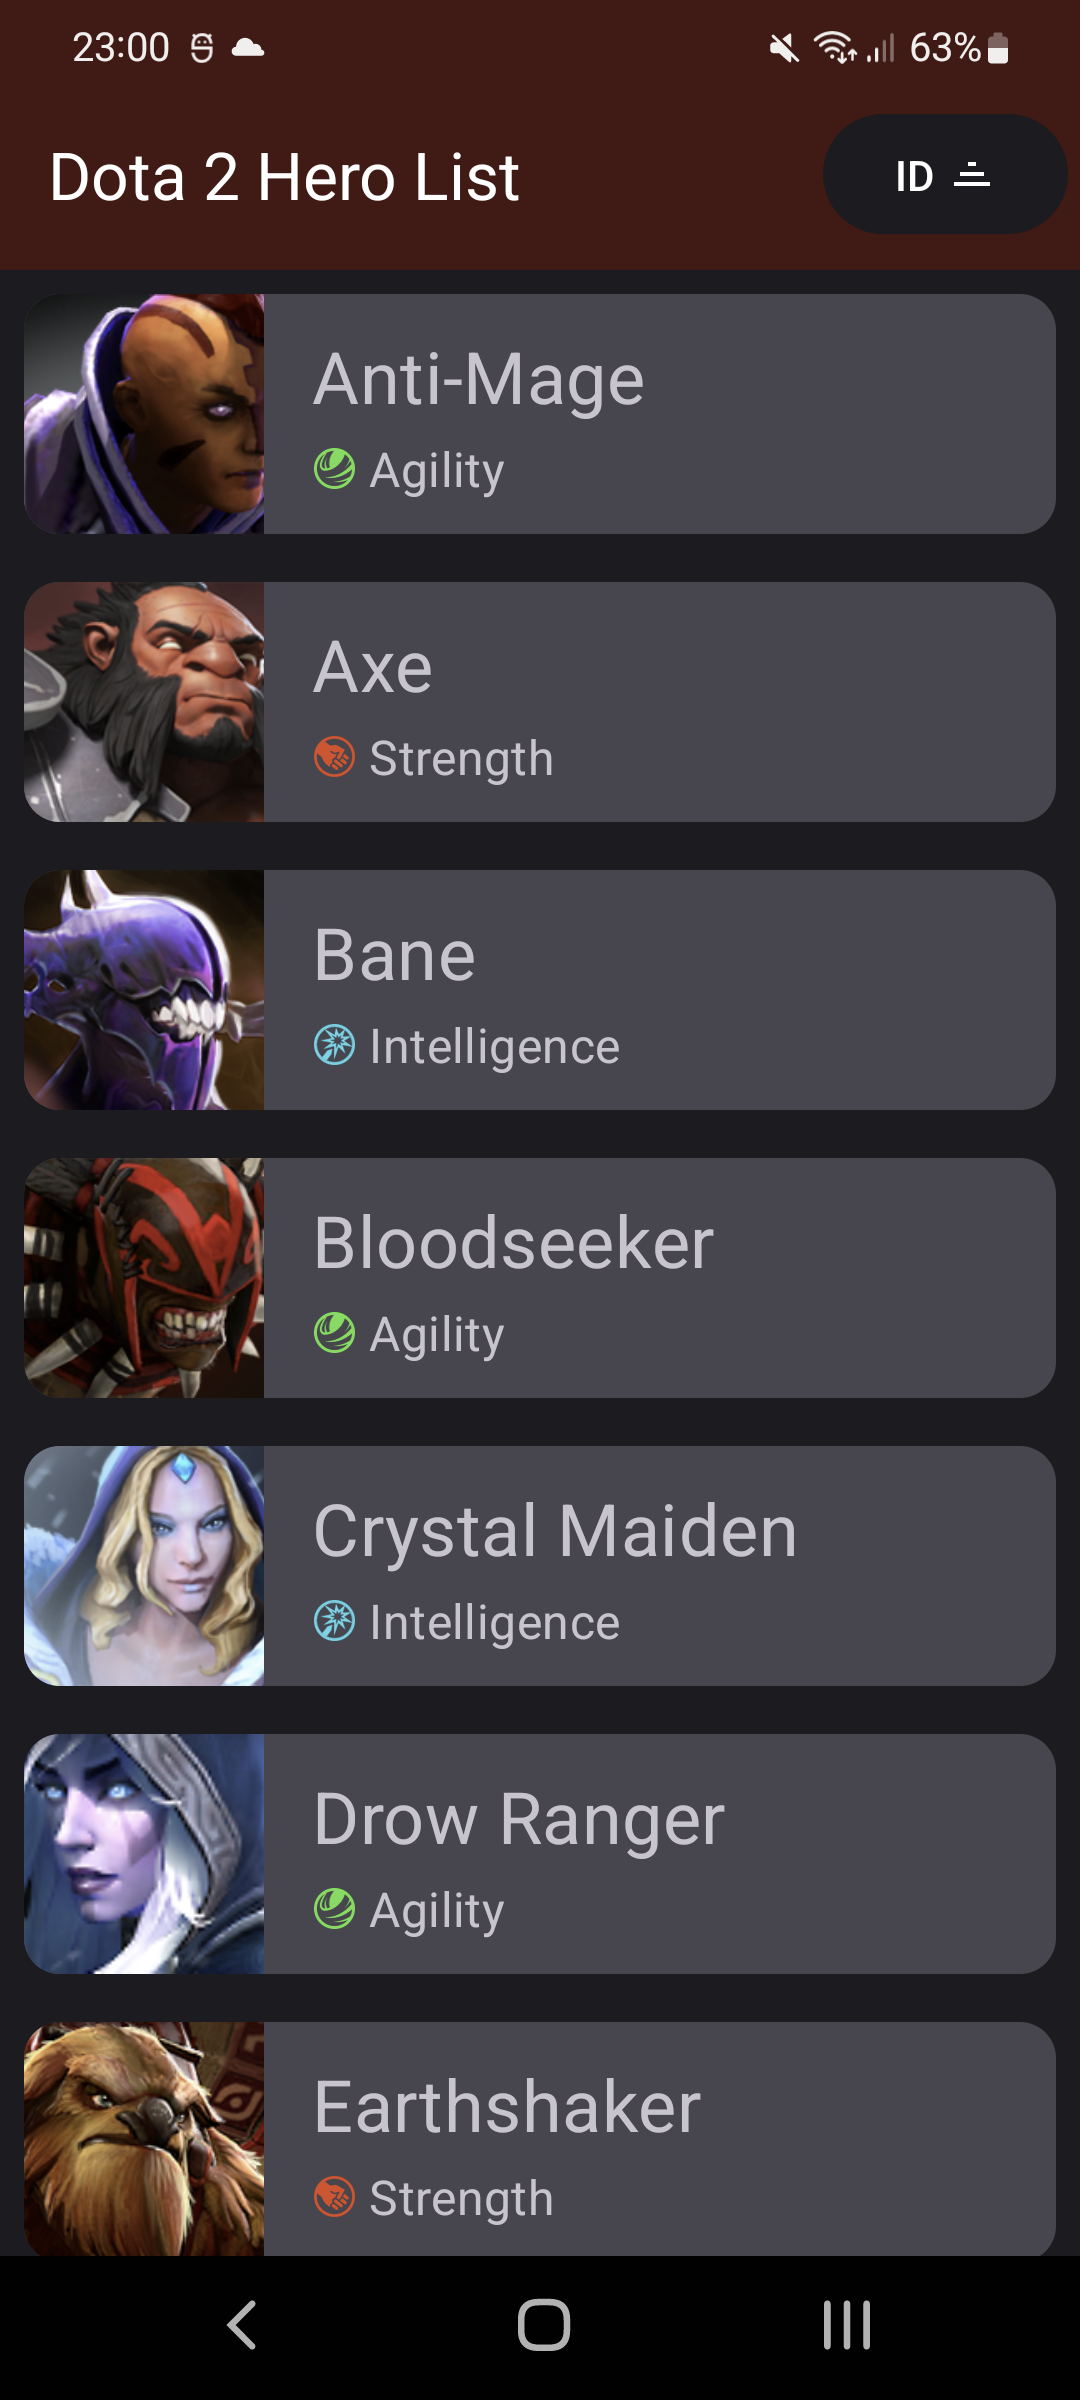 23:00
63%
Dota 2 Hero List
ID
Anti-Mage
Agility
Axe
Strength
Bane
Intelligence
Bloodseeker
Agility
Crystal Maiden
Intelligence
Drow Ranger
Agility
Earthshaker
Strength